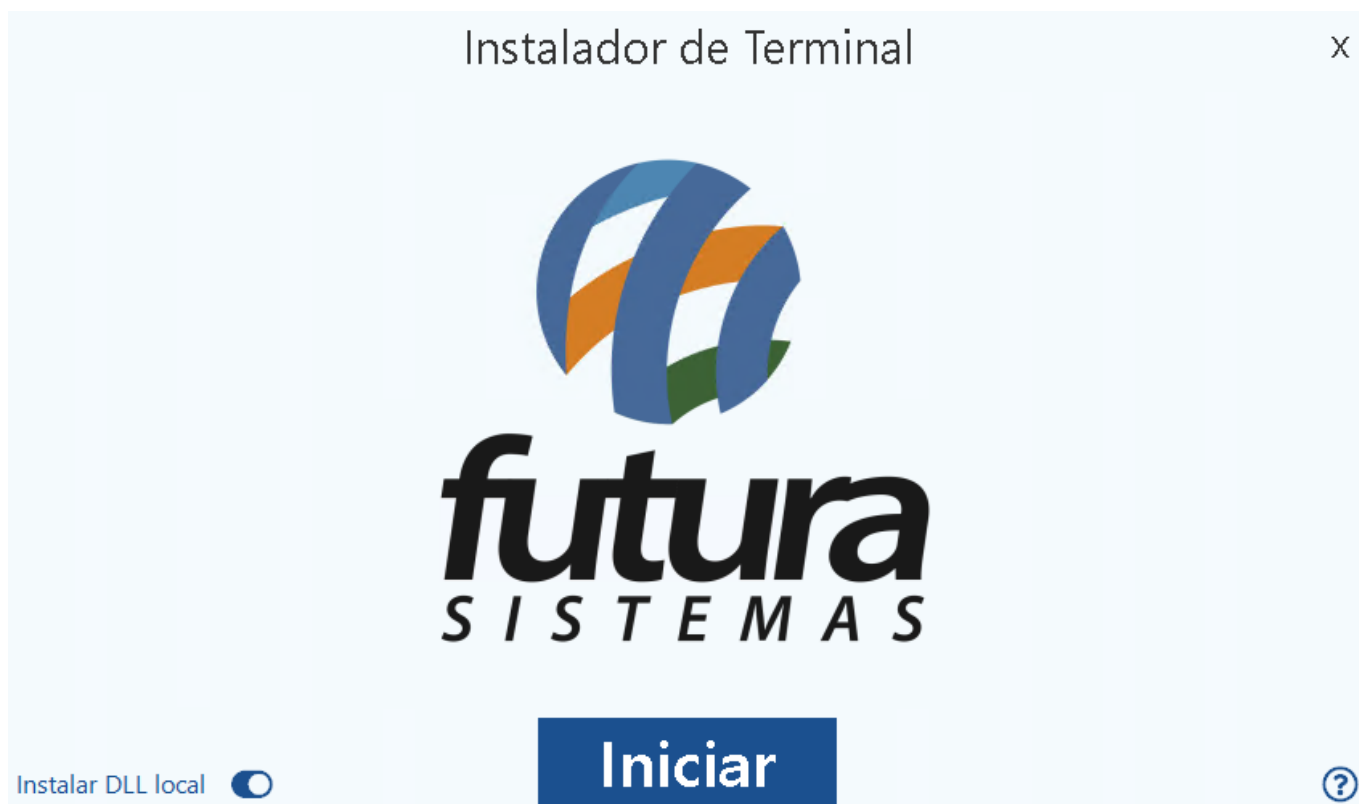 Instalador de Terminal
X
futura
SISTEMAS
Iniciar
Instalar DLL local
?